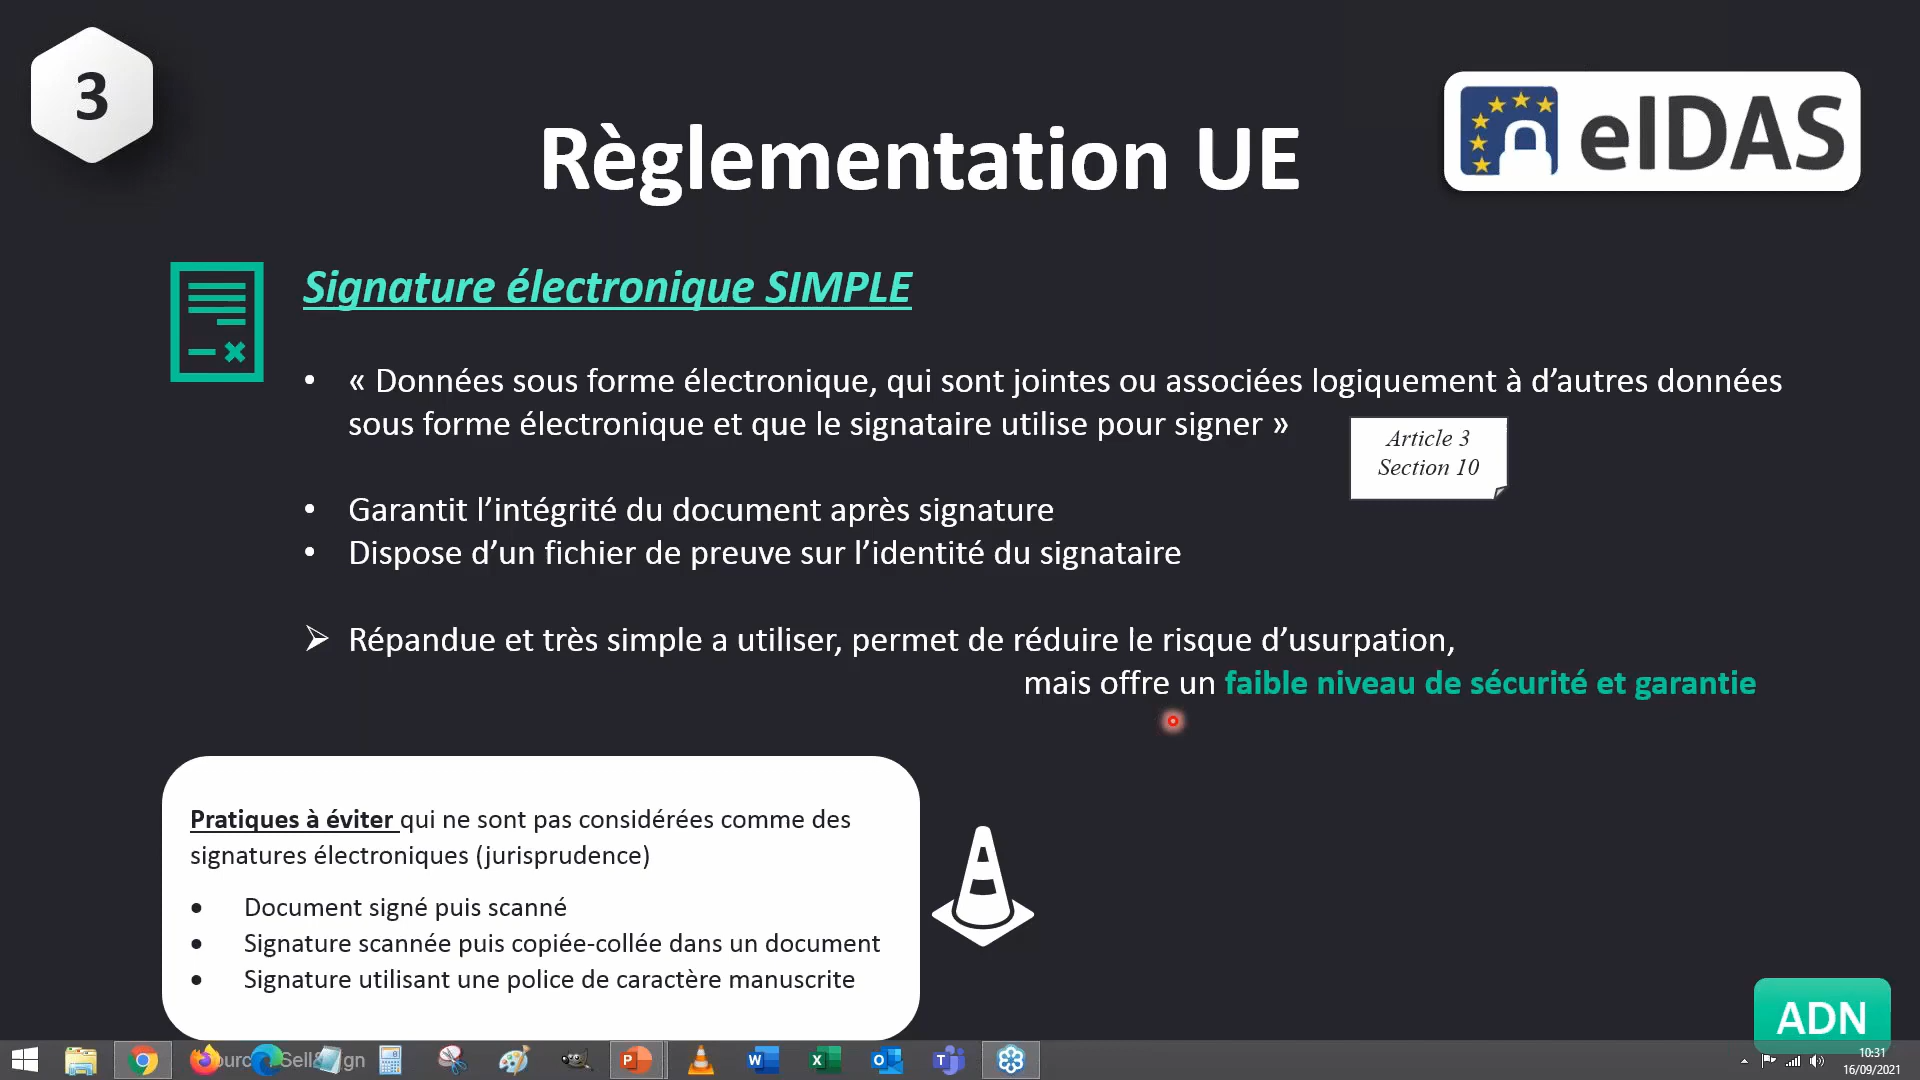 3
Règlementation UE
eIDAS
Signature électronique SIMPLE
• « Données sous forme électronique, qui sont jointes ou associées logiquement à d’autres données
sous forme électronique et que le signataire utilise pour signer »
Article 3
Section 10
• Garantit l’intégrité du document après signature
• Dispose d’un fichier de preuve sur l’identité du signataire
➢ Répandue et très simple a utiliser, permet de réduire le risque d’usurpation,
mais offre un faible niveau de sécurité et garantie
Pratiques à éviter qui ne sont pas considérées comme des
signatures électroniques (jurisprudence)
• Document signé puis scanné
• Signature scannée puis copiée-collée dans un document
• Signature utilisant une police de caractère manuscrite
ADN
10:31
16/09/2021